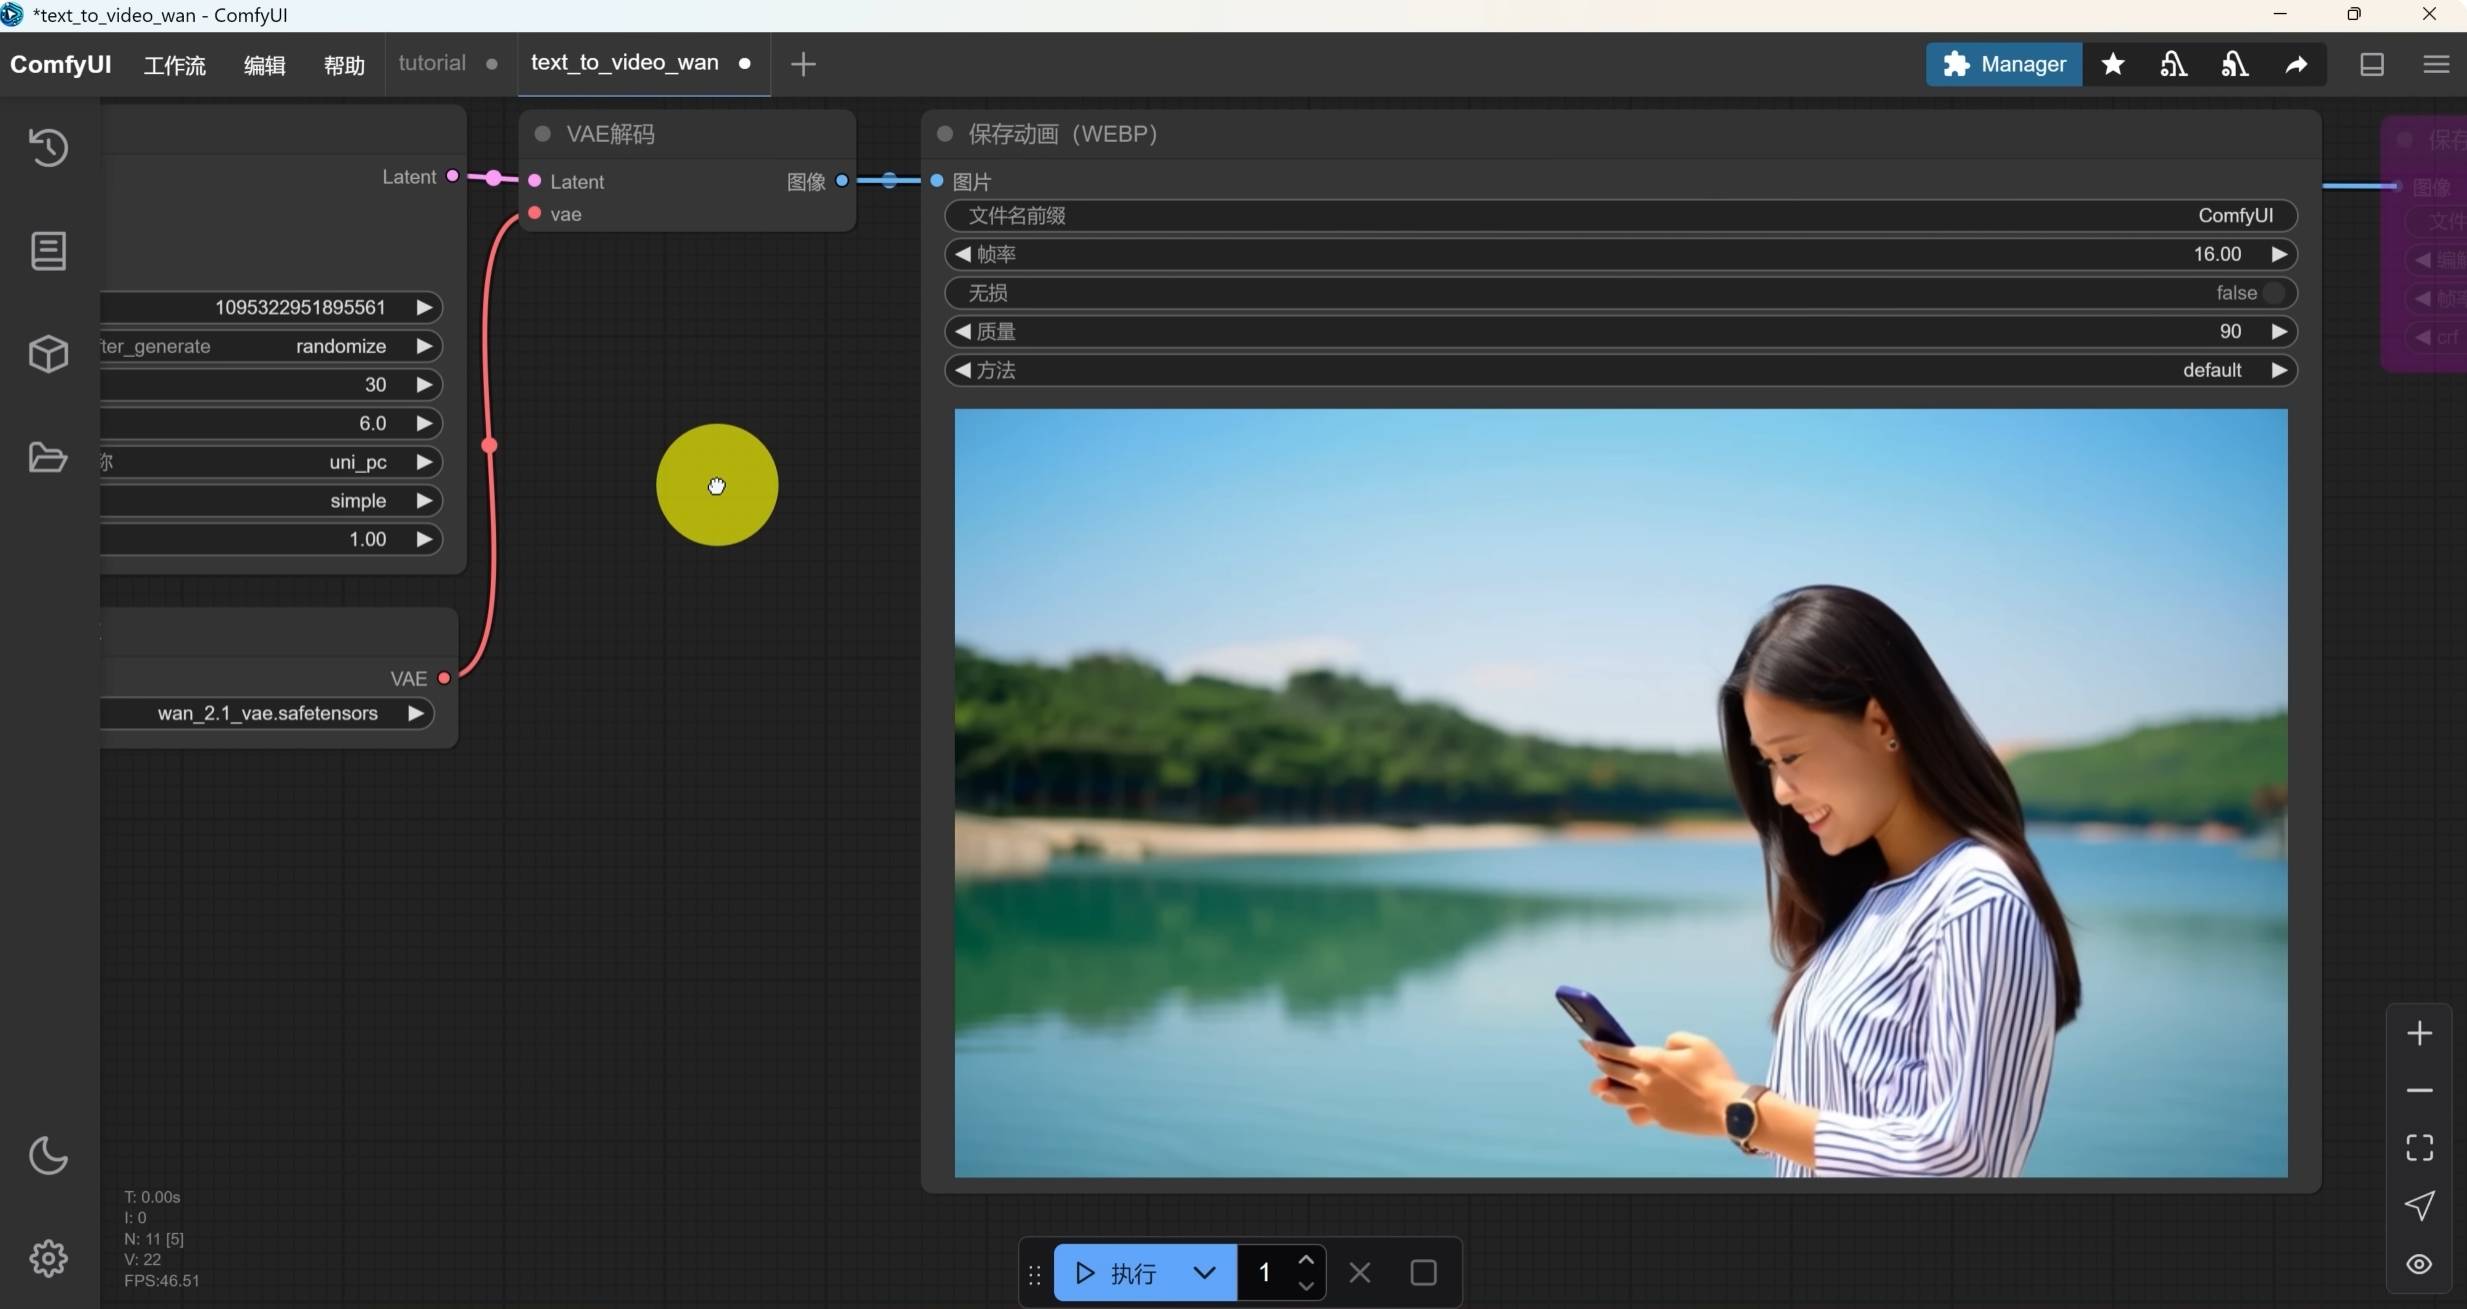 *text_to_video_wan - ComfyUI
ComfyUI 工作流 编辑 帮助 tutorial text_to_video_wan Manager
VAE解码
保存动画（WEBP）
保存
Latent
Latent
图像
图片
图像
vae
文件名前缀 ComfyUI
文件
帧率 16.00
编解
无损 false
帧率
1095322951895561
质量 90
crf
ter_generate randomize
方法 default
30
6.0
称 uni_pc
simple
1.00
VAE
wan_2.1_vae.safetensors
T: 0.00s
I: 0
N: 11 [5]
V: 22
FPS:46.51
执行 1